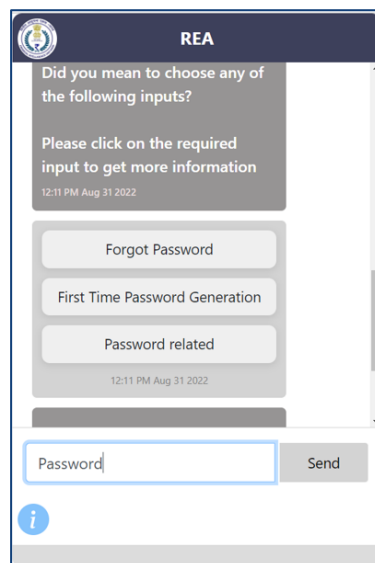 REA
Did you mean to choose any of
the following inputs?
Please click on the required
input to get more information
12:11 PM Aug 31 2022
Forgot Password
First Time Password Generation
Password related
12:11 PM Aug 31 2022
Password
Send
i